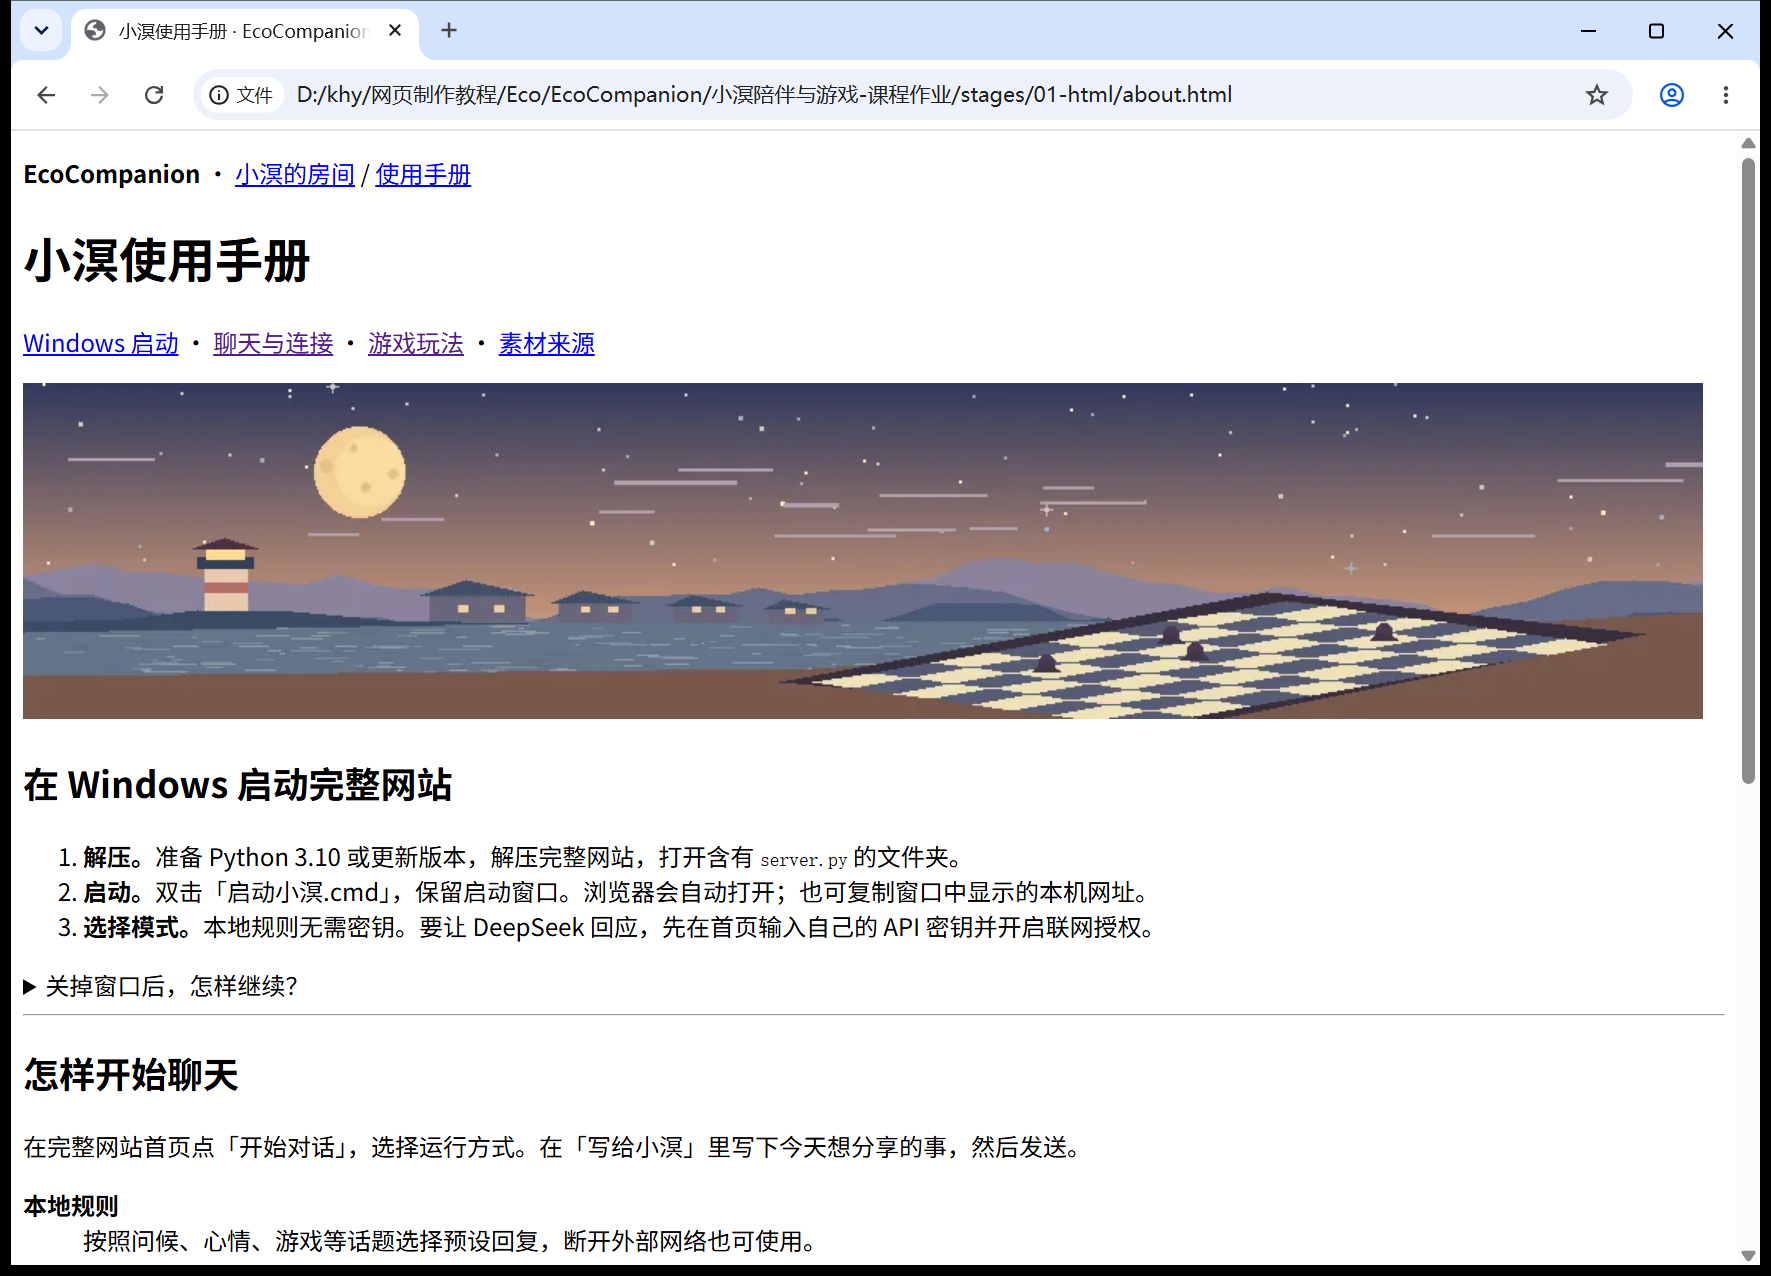 小溟使用手册 · EcoCompanion
文件 D:/khy/网页制作教程/Eco/EcoCompanion/小溟陪伴与游戏-课程作业/stages/01-html/about.html
EcoCompanion · 小溟的房间 / 使用手册
小溟使用手册
Windows 启动 · 聊天与连接 · 游戏玩法 · 素材来源
在 Windows 启动完整网站
1. 解压。准备 Python 3.10 或更新版本，解压完整网站，打开含有 server.py 的文件夹。
2. 启动。双击「启动小溟.cmd」，保留启动窗口。浏览器会自动打开；也可复制窗口中显示的本机网址。
3. 选择模式。本地规则无需密钥。要让 DeepSeek 回应，先在首页输入自己的 API 密钥并开启联网授权。
关掉窗口后，怎样继续？
怎样开始聊天
在完整网站首页点「开始对话」，选择运行方式。在「写给小溟」里写下今天想分享的事，然后发送。
本地规则
按照问候、心情、游戏等话题选择预设回复，断开外部网络也可使用。